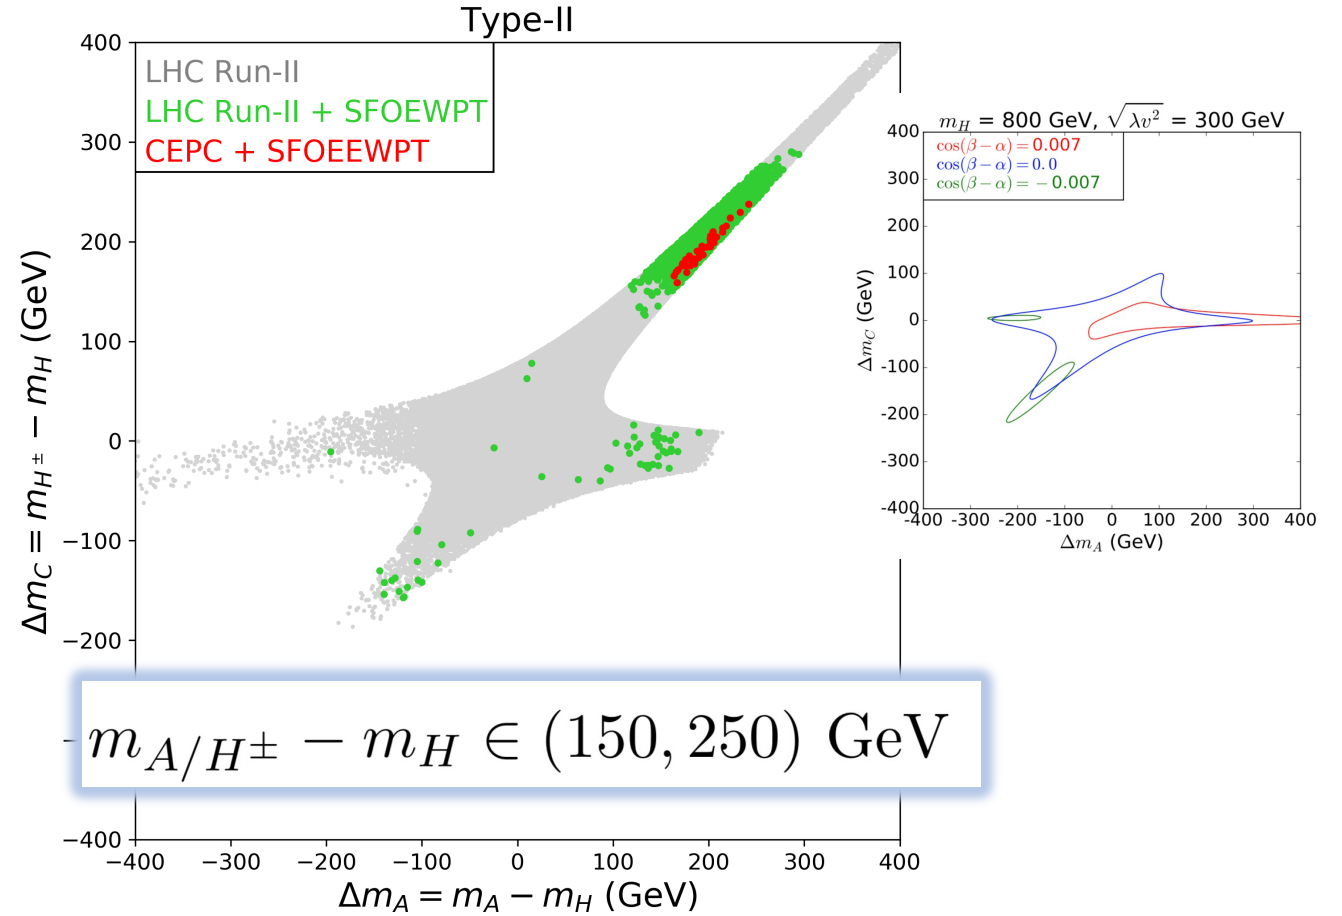 Type-II
LHC Run-II
LHC Run-II + SFOEWPT
CEPC + SFOEEWPT
400
300
200
100
0
−100
−200
−400
Δm_C = m_{H^±} − m_H (GeV)
−400 −300 −200 −100 0 100 200 300 400
Δm_A = m_A − m_H (GeV)
m_{A/H^±} − m_H ∈ (150, 250) GeV
m_H = 800 GeV, √λv² = 300 GeV
cos(β − α) = 0.007
cos(β − α) = 0.0
cos(β − α) = − 0.007
400
300
200
100
0
-100
-200
-300
-400
Δm_C (GeV)
-400 -300 -200 -100 0 100 200 300 400
Δm_A (GeV)